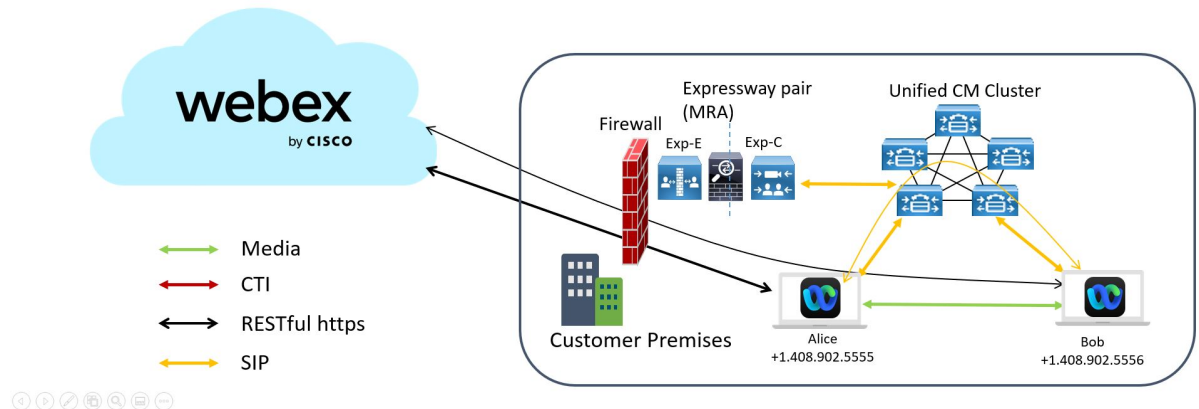 webex
by CISCO
Expressway pair
(MRA)
Unified CM Cluster
Firewall
Exp-E
Exp-C
Media
CTI
RESTful https
SIP
Customer Premises
Alice
+1.408.902.5555
Bob
+1.408.902.5556